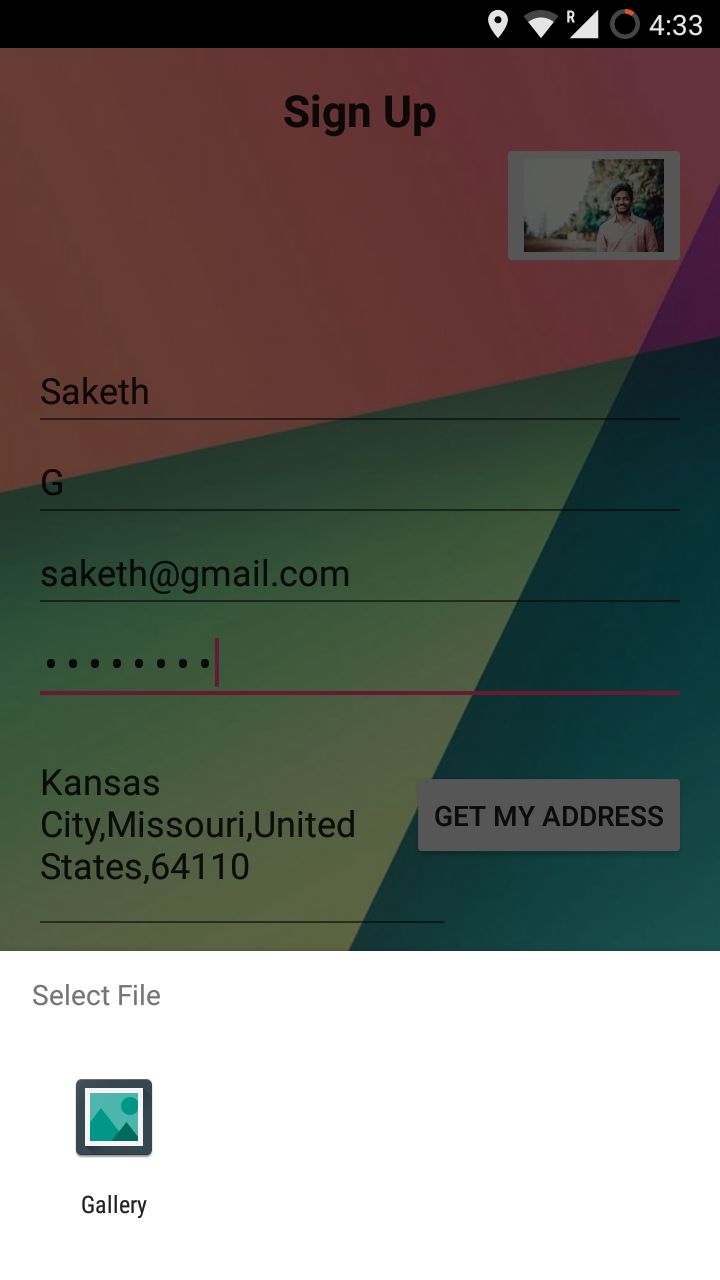 R
4:33
Sign Up
Saketh
G
saketh@gmail.com
Kansas
City,Missouri,United
States,64110
GET MY ADDRESS
Select File
Gallery